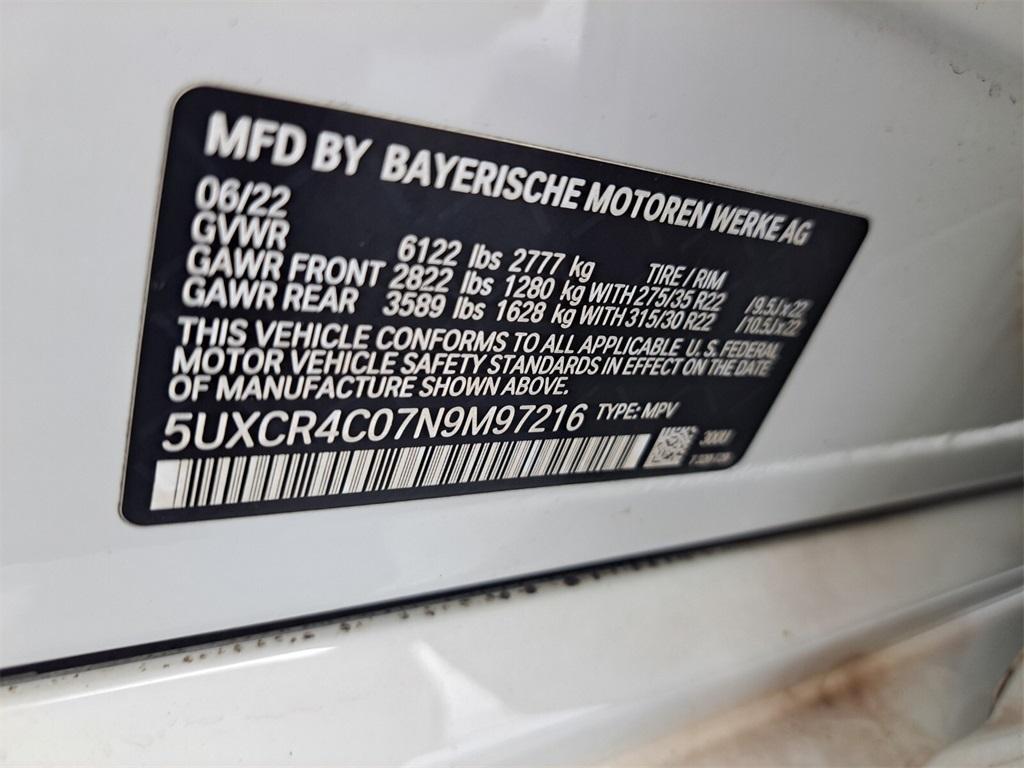 MFD BY BAYERISCHE MOTOREN WERKE AG
06/22
GVWR 6122 lbs 2777 kg TIRE / RIM
GAWR FRONT 2822 lbs 1280 kg WITH 275/35 R22 /9.5Jx22
GAWR REAR 3589 lbs 1628 kg WITH 315/30 R22 /10.5Jx22
THIS VEHICLE CONFORMS TO ALL APPLICABLE U.S. FEDERAL
MOTOR VEHICLE SAFETY STANDARDS IN EFFECT ON THE DATE
OF MANUFACTURE SHOWN ABOVE.
5UXCR4C07N9M97216 TYPE: MPV